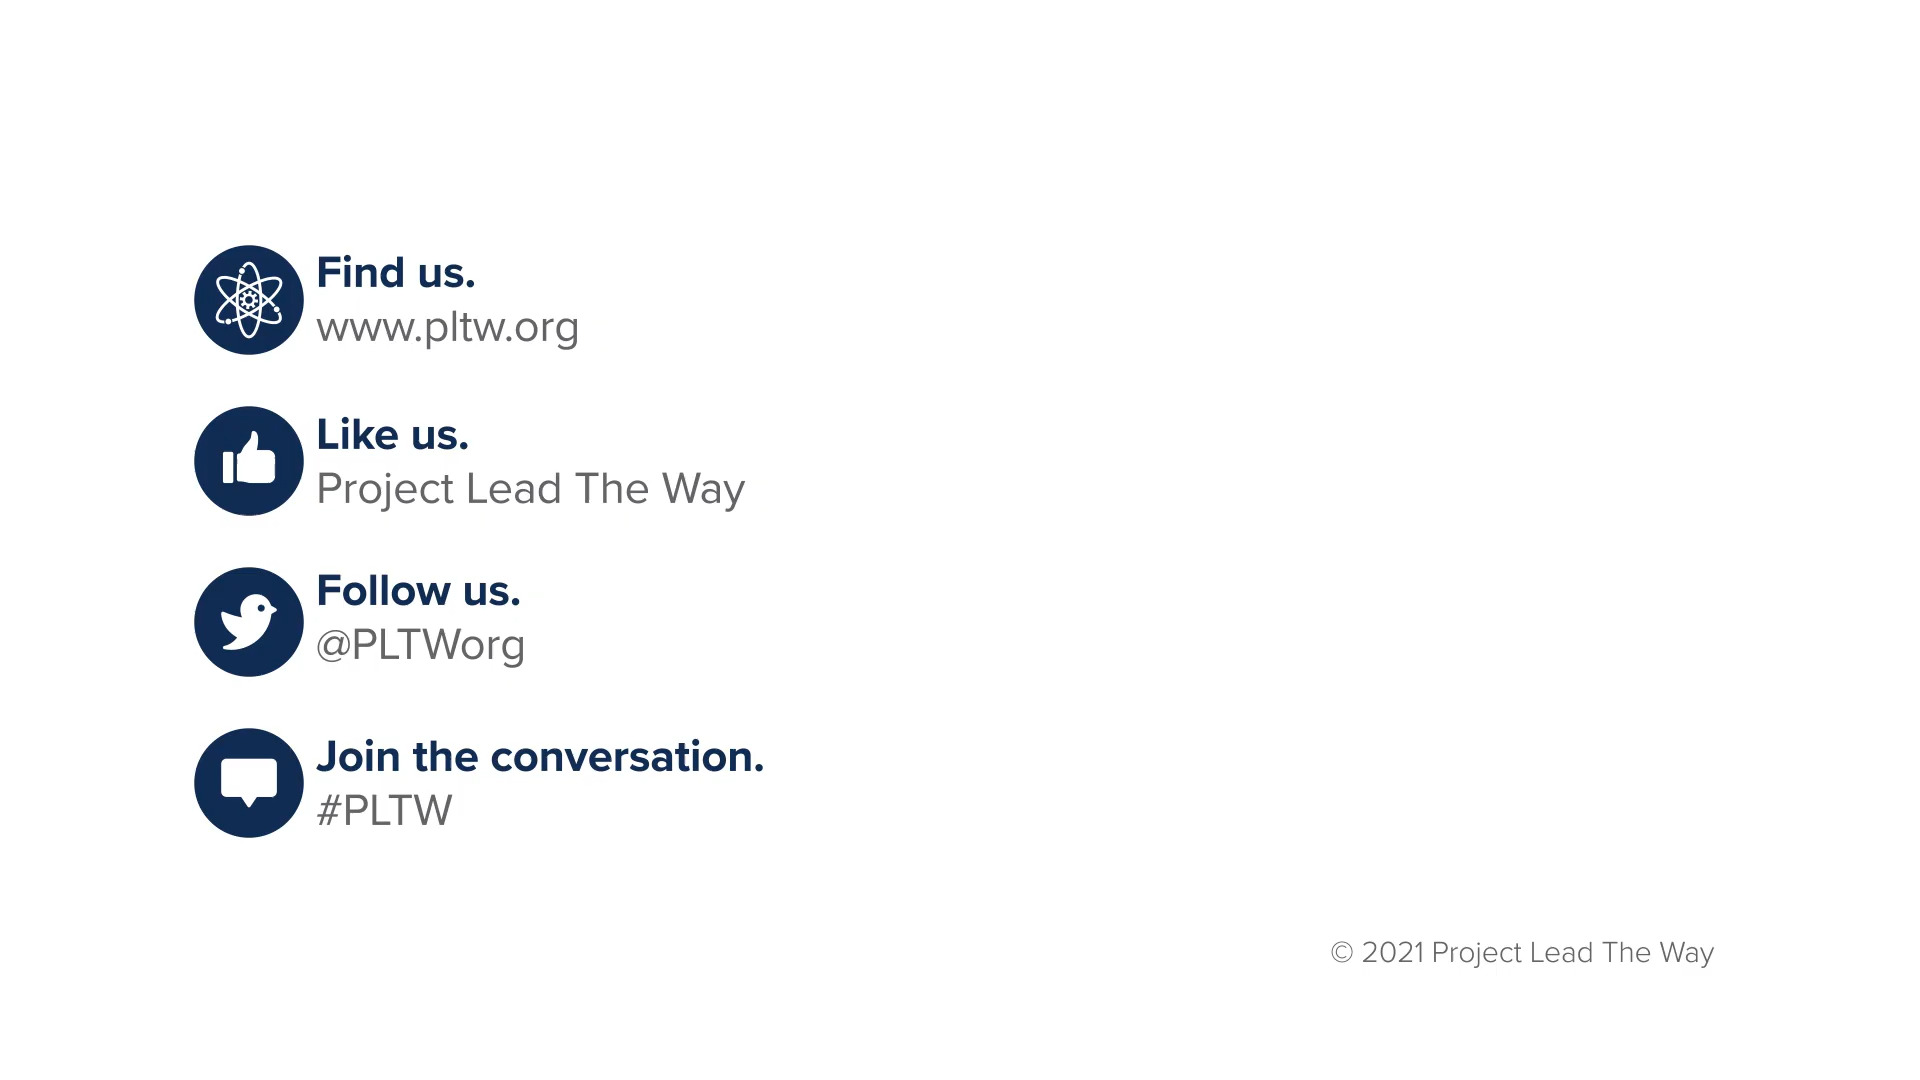 Find us.
www.pltw.org
Like us.
Project Lead The Way
Follow us.
@PLTWorg
Join the conversation.
#PLTW
© 2021 Project Lead The Way